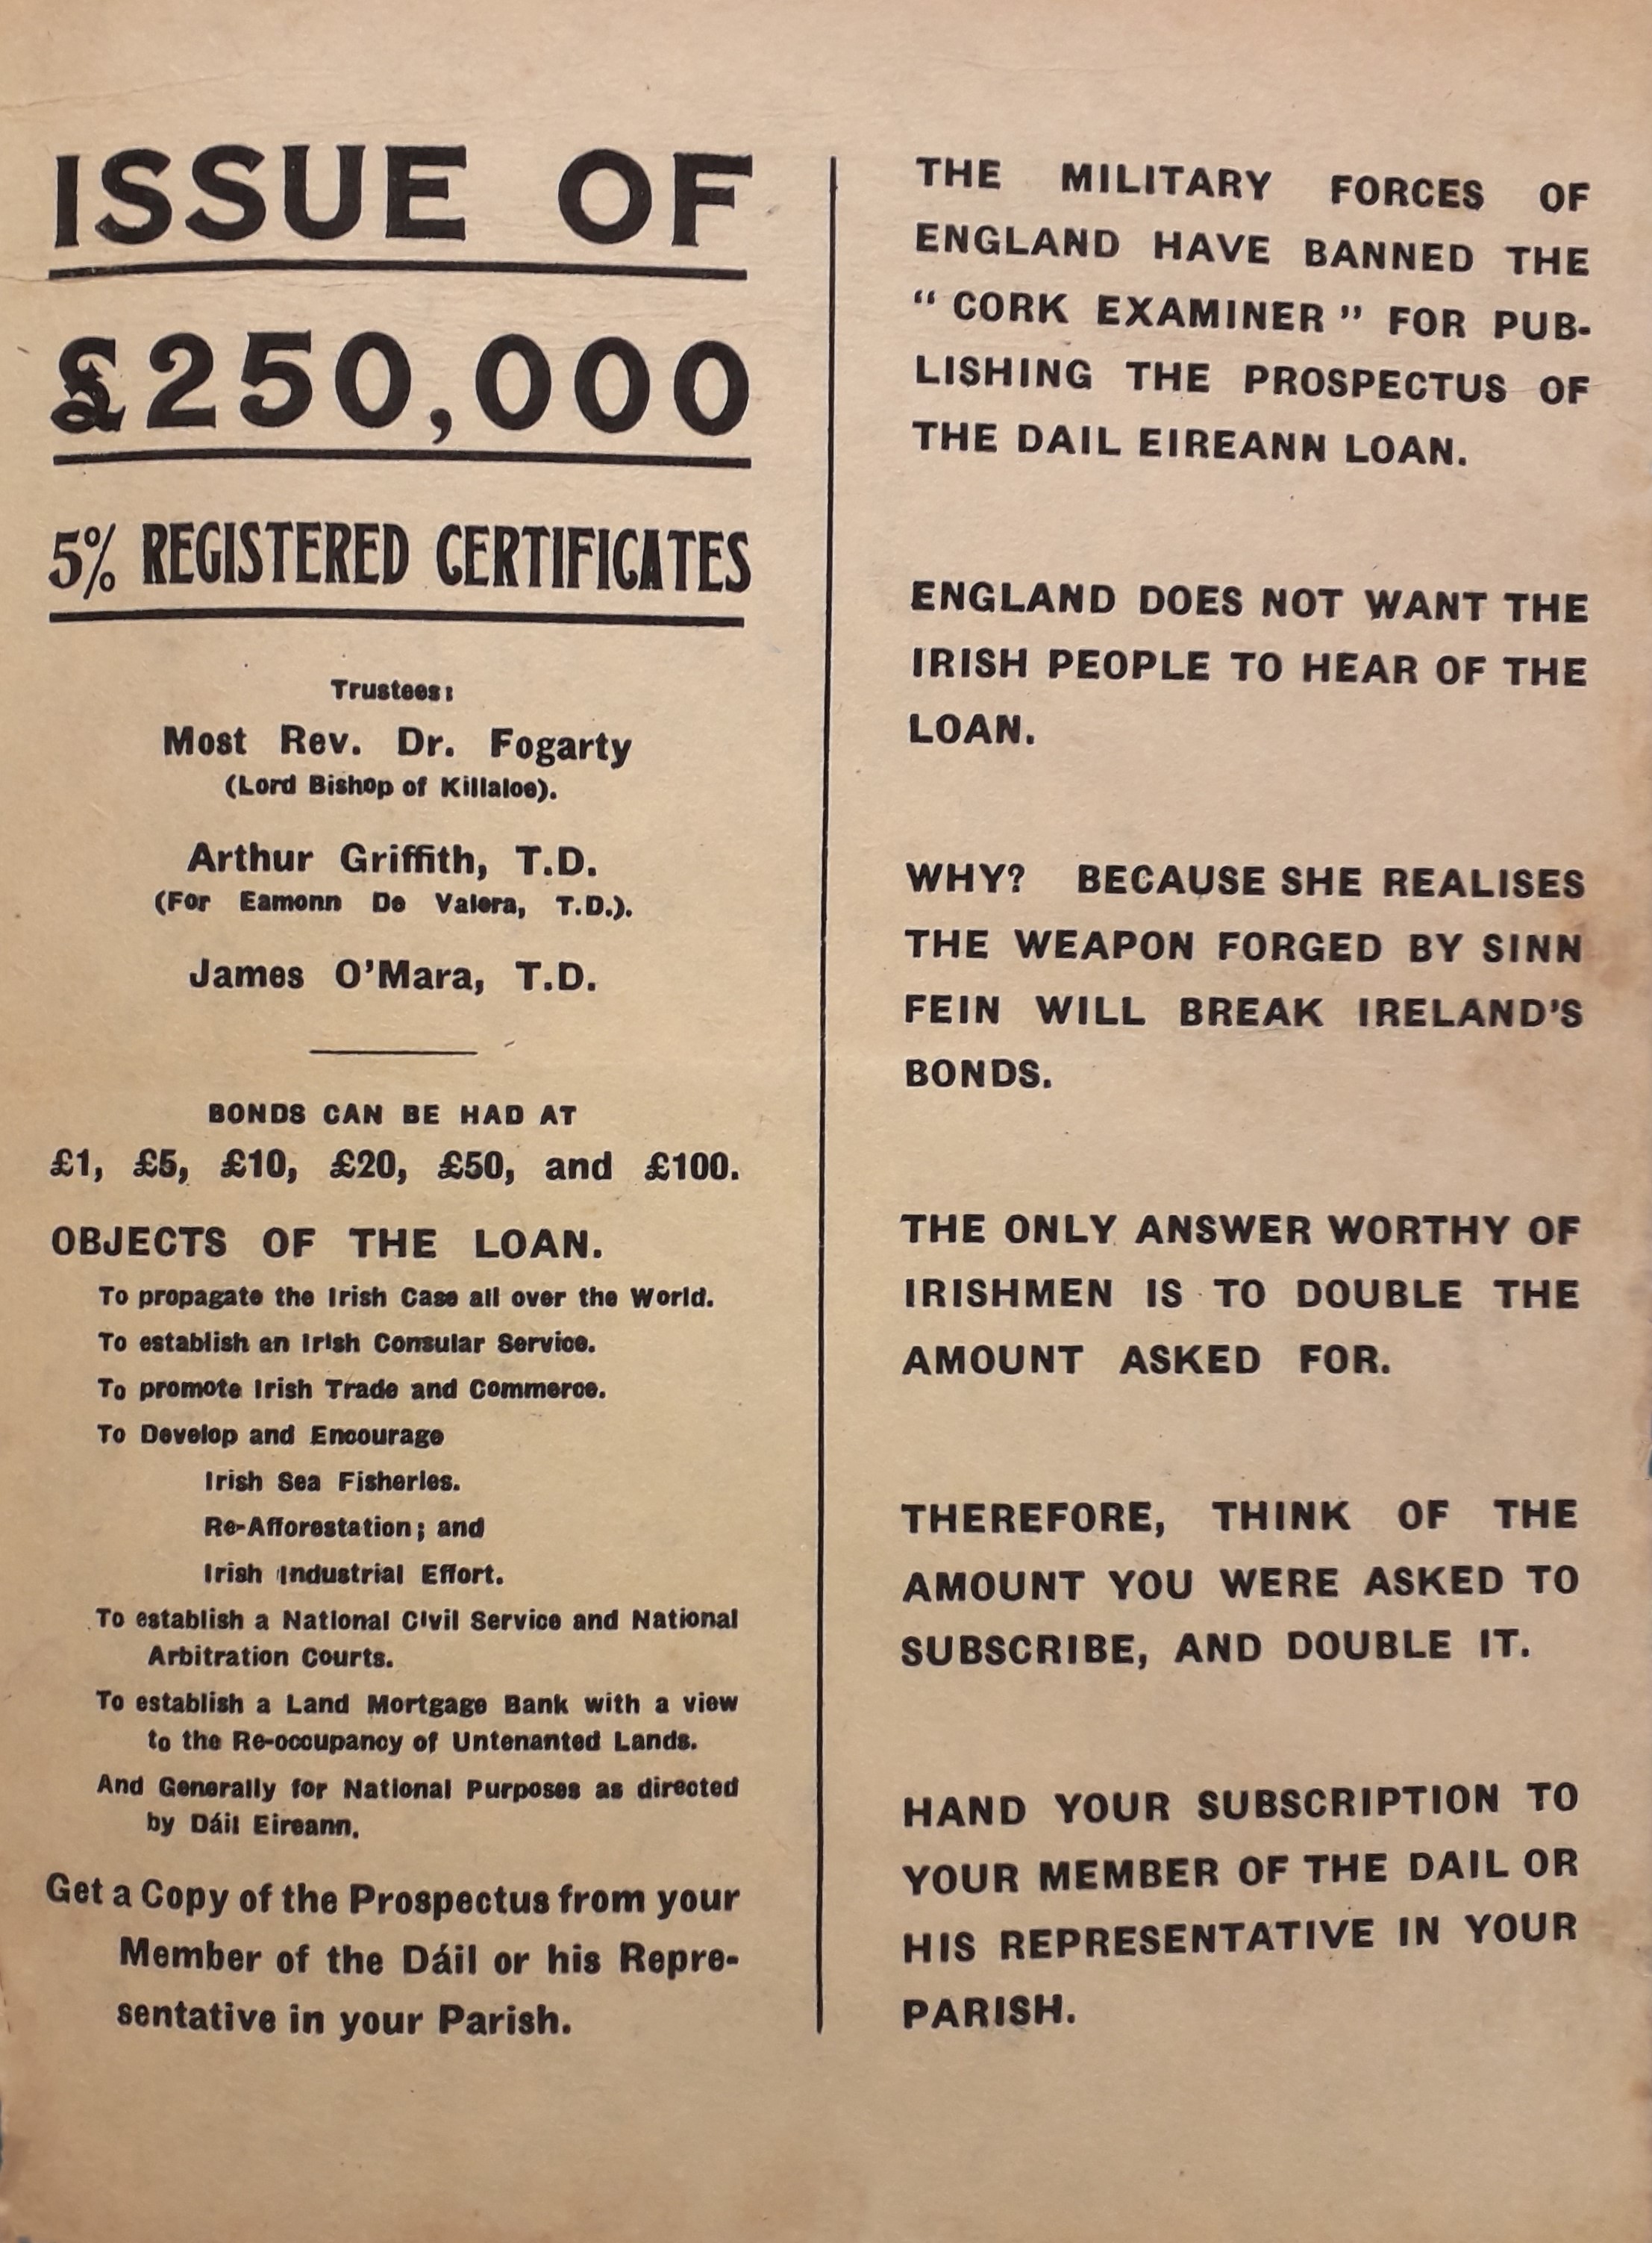 ISSUE OF
£250,000
5% REGISTERED CERTIFICATES
Trustees:
Most Rev. Dr. Fogarty
(Lord Bishop of Killaloe).
Arthur Griffith, T.D.
(For Eamonn De Valera, T.D.).
James O'Mara, T.D.
BONDS CAN BE HAD AT
£1, £5, £10, £20, £50, and £100.
OBJECTS OF THE LOAN.
To propagate the Irish Case all over the World.
To establish an Irish Consular Service.
To promote Irish Trade and Commerce.
To Develop and Encourage
Irish Sea Fisheries.
Re-Afforestation; and
Irish Industrial Effort.
To establish a National Civil Service and National
Arbitration Courts.
To establish a Land Mortgage Bank with a view
to the Re-occupancy of Untenanted Lands.
And Generally for National Purposes as directed
by Dáil Eireann.
Get a Copy of the Prospectus from your
Member of the Dáil or his Repre-
sentative in your Parish.
THE MILITARY FORCES OF
ENGLAND HAVE BANNED THE
“ CORK EXAMINER ” FOR PUB-
LISHING THE PROSPECTUS OF
THE DAIL EIREANN LOAN.
ENGLAND DOES NOT WANT THE
IRISH PEOPLE TO HEAR OF THE
LOAN.
WHY? BECAUSE SHE REALISES
THE WEAPON FORGED BY SINN
FEIN WILL BREAK IRELAND'S
BONDS.
THE ONLY ANSWER WORTHY OF
IRISHMEN IS TO DOUBLE THE
AMOUNT ASKED FOR.
THEREFORE, THINK OF THE
AMOUNT YOU WERE ASKED TO
SUBSCRIBE, AND DOUBLE IT.
HAND YOUR SUBSCRIPTION TO
YOUR MEMBER OF THE DAIL OR
HIS REPRESENTATIVE IN YOUR
PARISH.